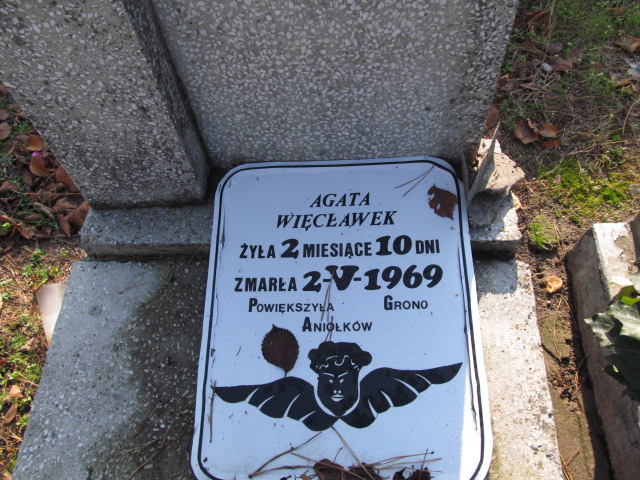 AGATA
WIĘCŁAWEK
ŻYŁA 2 MIESIĄCE 10 DNI
ZMARŁA 2-V-1969
POWIĘKSZYŁA GRONO
ANIOŁKÓW